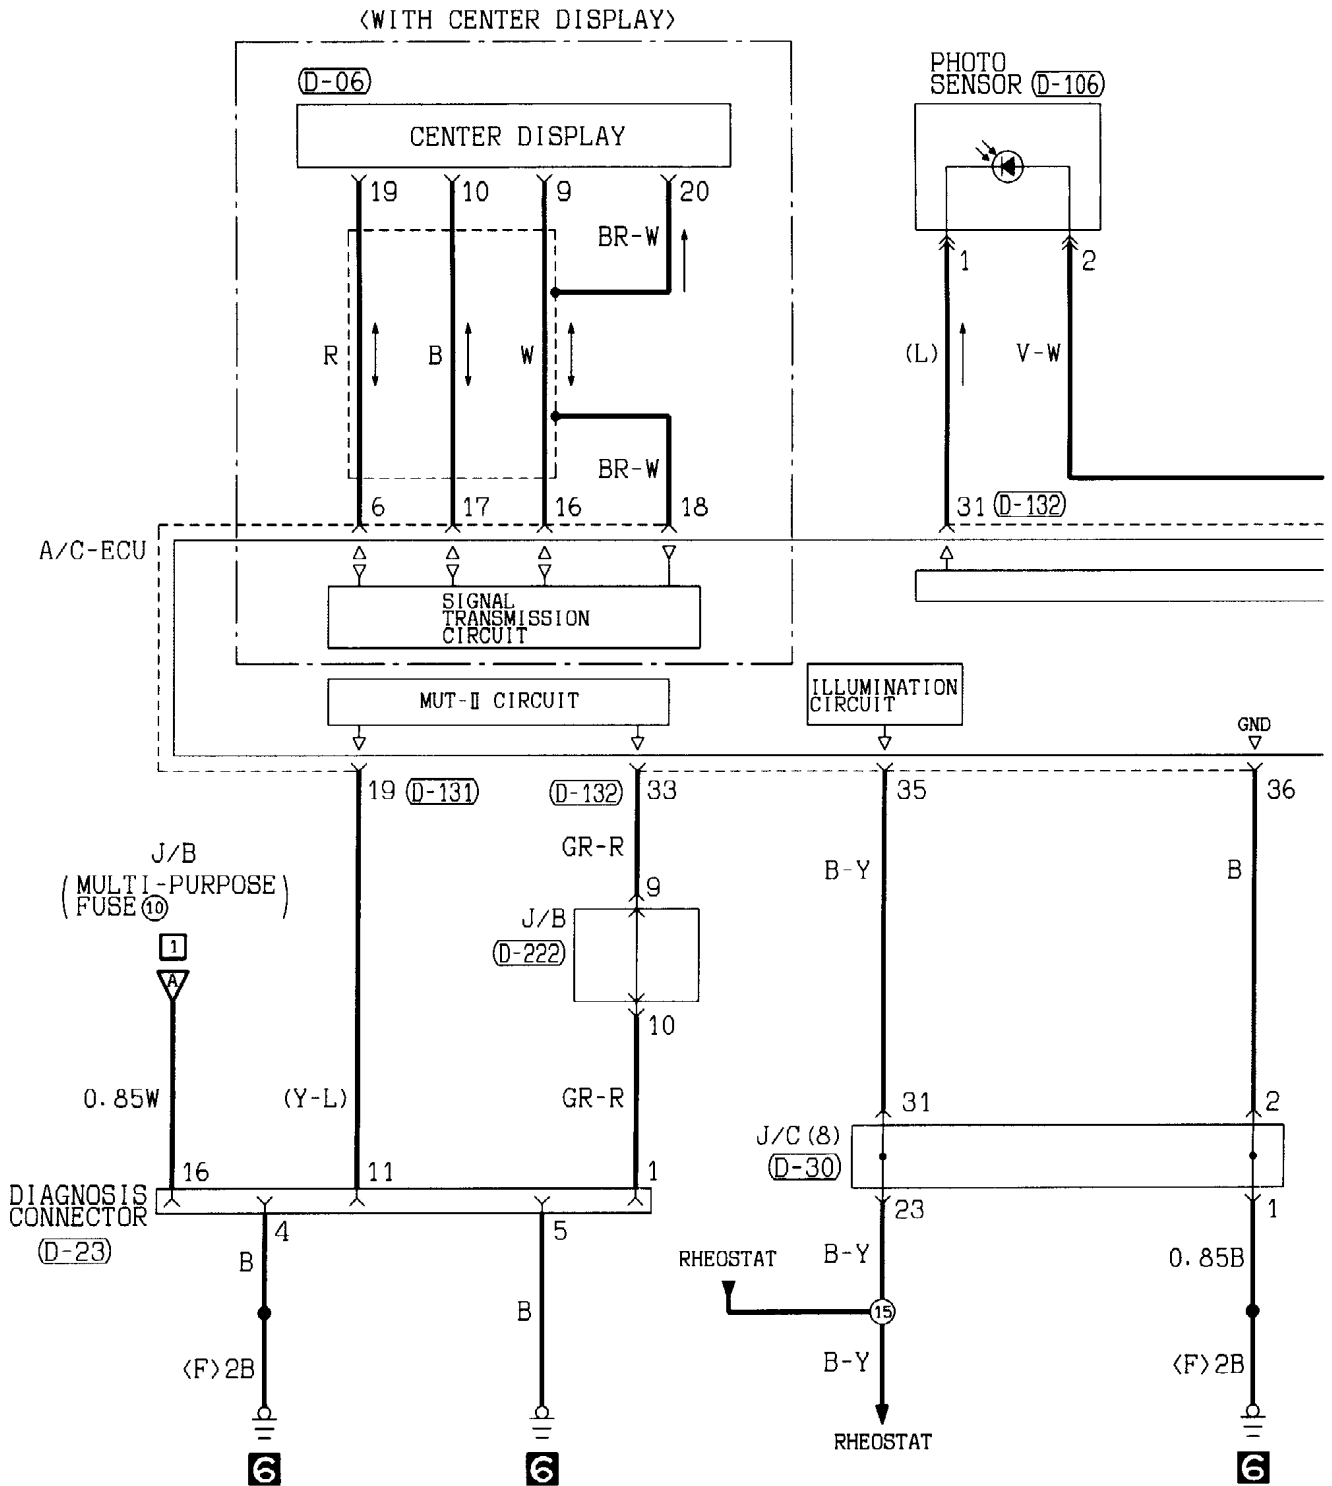 <WITH CENTER DISPLAY>
D-06
CENTER DISPLAY
PHOTO
SENSOR D-106
19 10 9 20
BR-W
1 2
R B W
(L) V-W
BR-W
6 17 16 18
31 D-132
A/C-ECU
SIGNAL
TRANSMISSION
CIRCUIT
MUT-Ⅱ CIRCUIT
ILLUMINATION
CIRCUIT
GND
19 D-131
D-132 33
35
36
J/B
(MULTI-PURPOSE
FUSE ⑩)
GR-R
B-Y
B
9
J/B
D-222
1
A
10
0.85W
(Y-L)
GR-R
31
2
J/C(8)
D-30
16 11 1
DIAGNOSIS
CONNECTOR
D-23
4
5
23
1
B
B
RHEOSTAT
B-Y
0.85B
15
<F>2B
B-Y
<F>2B
RHEOSTAT
6
6
6